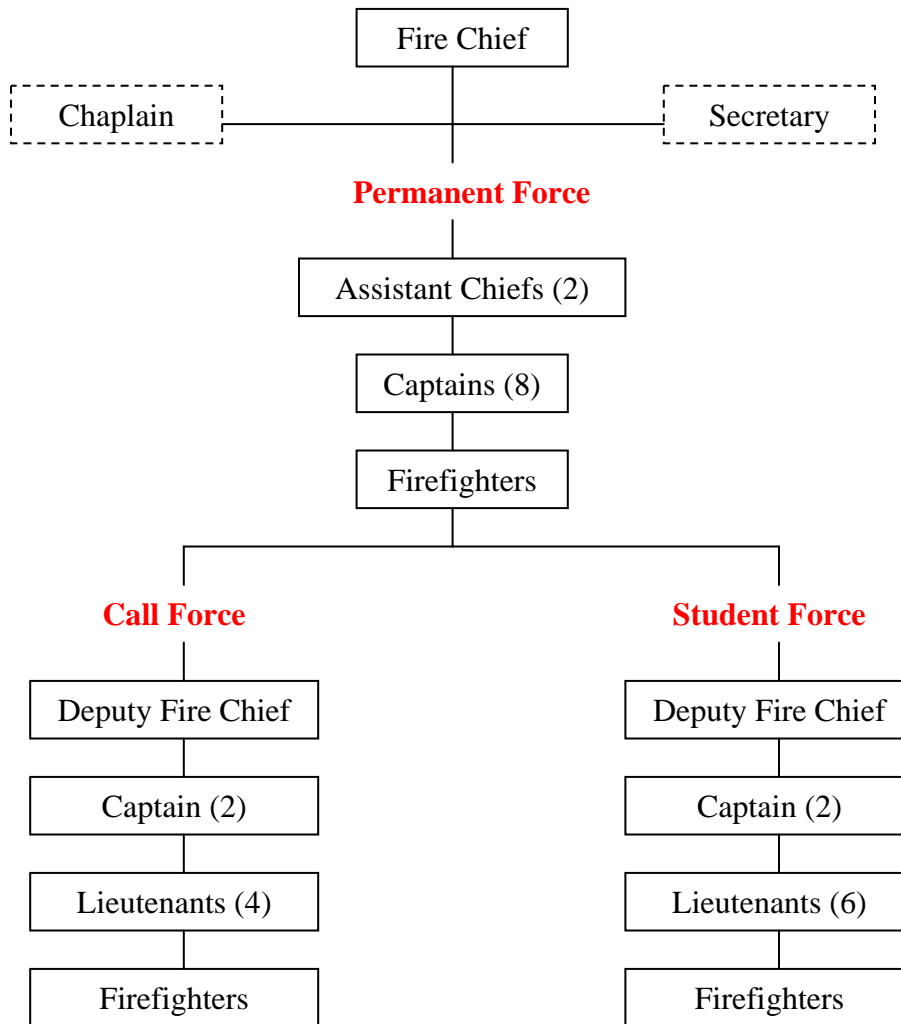 Fire Chief
Chaplain
Secretary
Permanent Force
Assistant Chiefs (2)
Captains (8)
Firefighters
Call Force
Student Force
Deputy Fire Chief
Deputy Fire Chief
Captain (2)
Captain (2)
Lieutenants (4)
Lieutenants (6)
Firefighters
Firefighters